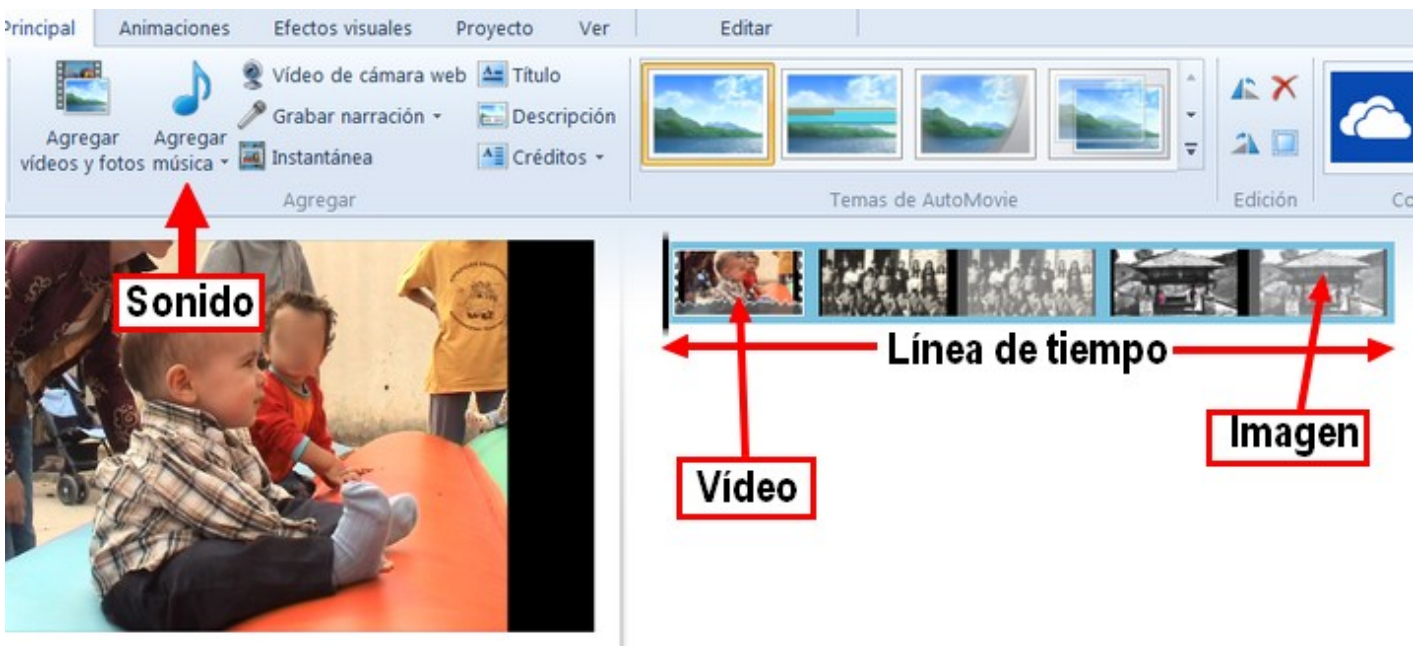 Principal Animaciones Efectos visuales Proyecto Ver Editar
Vídeo de cámara web
Título
Agregar vídeos y fotos
Agregar música
Grabar narración
Descripción
Instantánea
Créditos
Agregar
Temas de AutoMovie
Edición
Co
Sonido
Línea de tiempo
Imagen
Vídeo